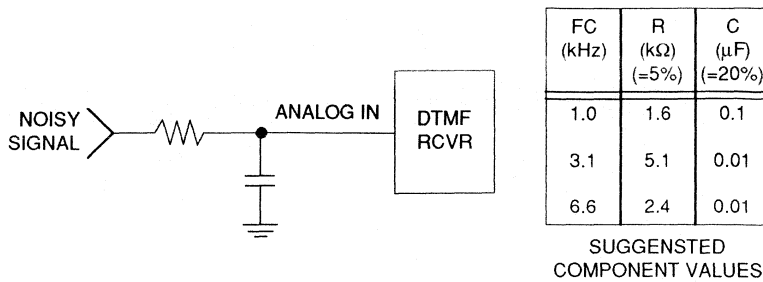 NOISY
SIGNAL
ANALOG IN
DTMF
RCVR
FC R C
(kHz) (kΩ) (µF)
(=5%) (=20%)
1.0 1.6 0.1
3.1 5.1 0.01
6.6 2.4 0.01
SUGGENSTED
COMPONENT VALUES